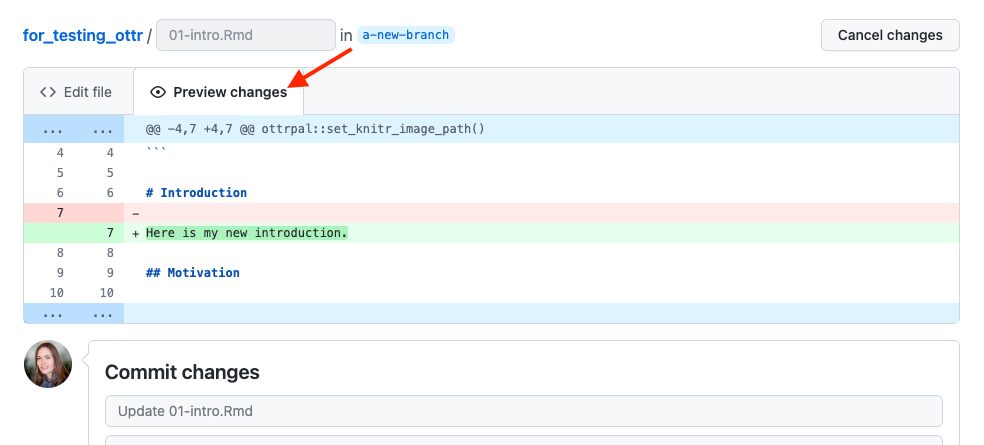 for_testing_ottr / 01-intro.Rmd in a-new-branch Cancel changes
<> Edit file Preview changes
... ... @@ -4,7 +4,7 @@ ottrpal::set_knitr_image_path()
4 4 ```
5 5
6 6 # Introduction
7 -
7 + Here is my new introduction.
8 8
9 9 ## Motivation
10 10
... ...
Commit changes
Update 01-intro.Rmd